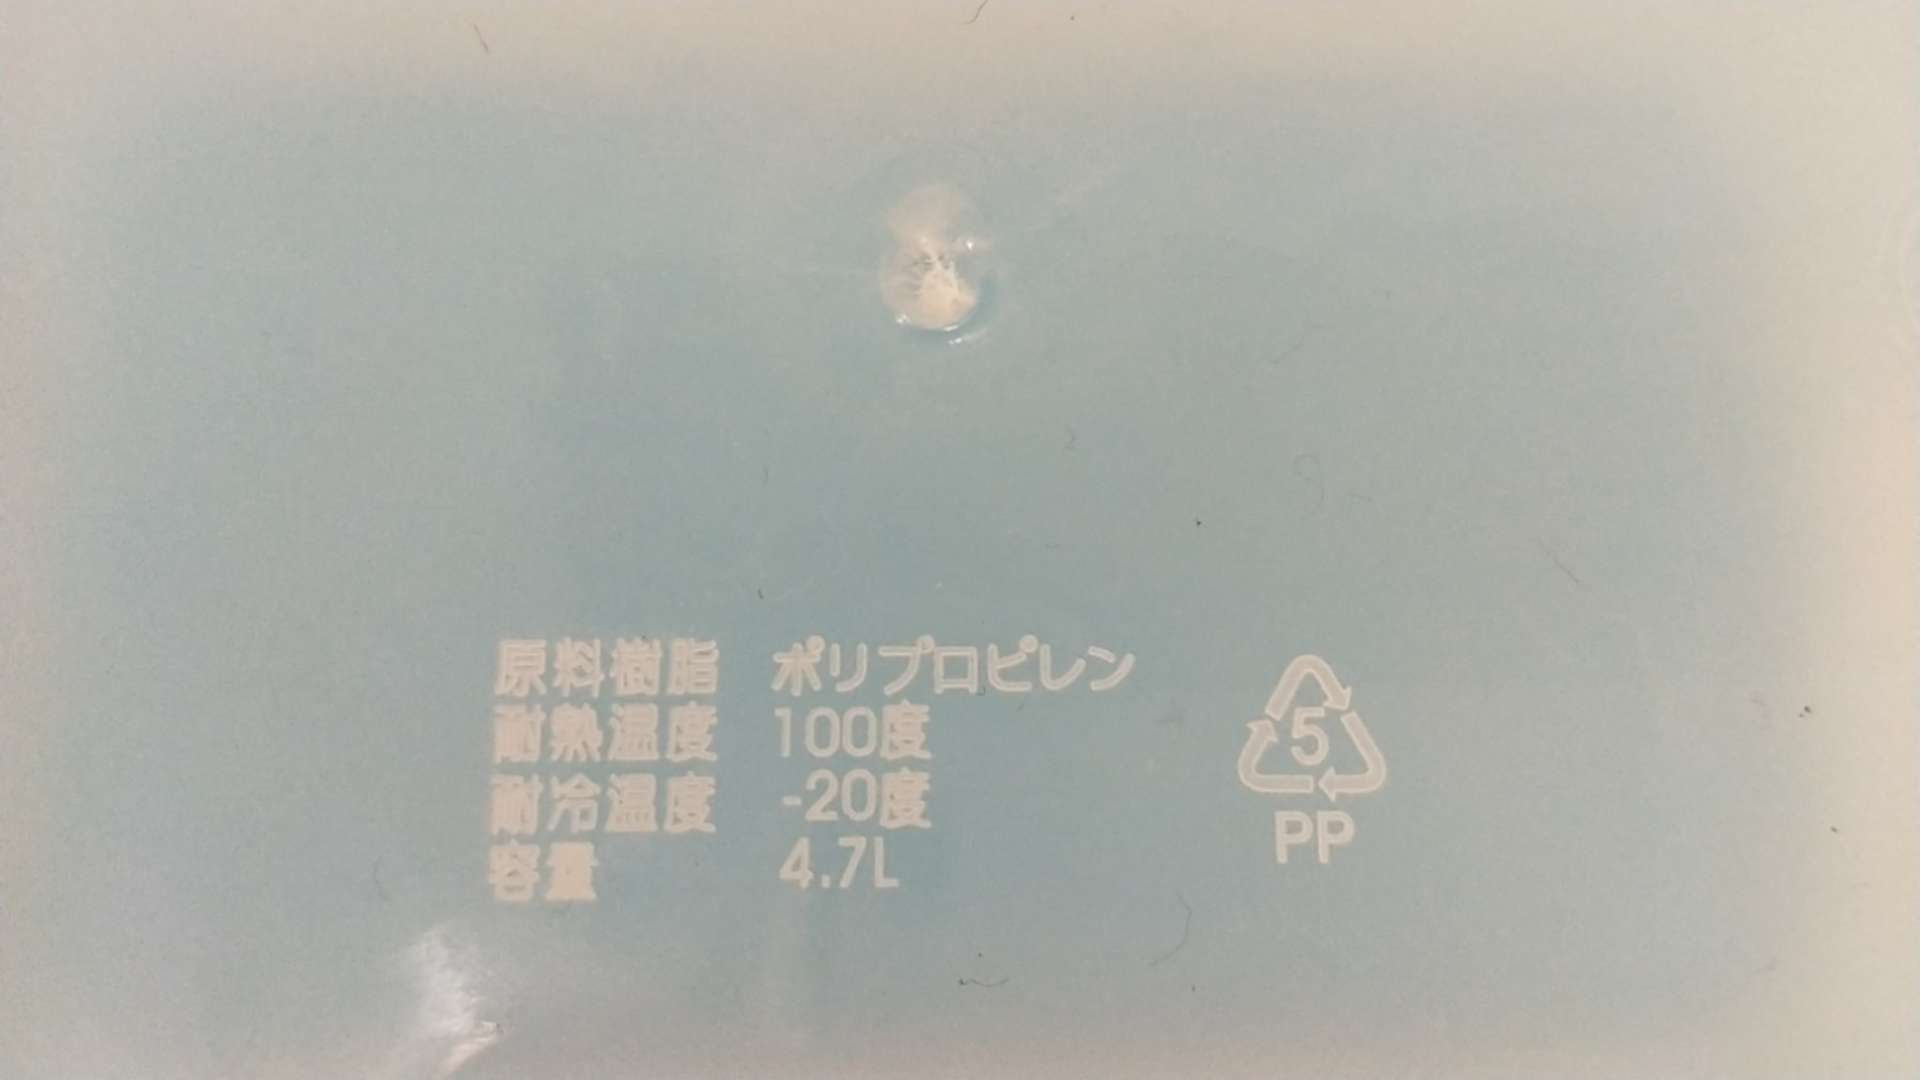 原料樹脂 ポリプロピレン
耐熱温度 100度
耐冷温度 -20度
容量 4.7L
5
PP